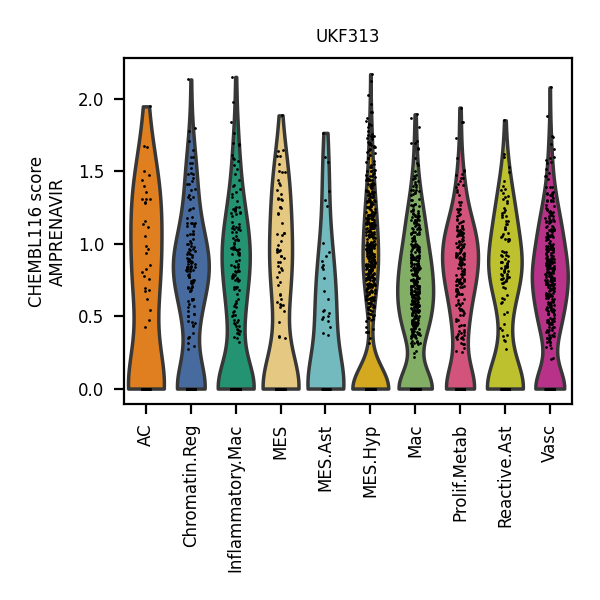 UKF313
CHEMBL116 score
AMPRENAVIR
2.0
1.5
1.0
0.5
0.0
AC
Chromatin.Reg
Inflammatory.Mac
MES
MES.Ast
MES.Hyp
Mac
Prolif.Metab
Reactive.Ast
Vasc